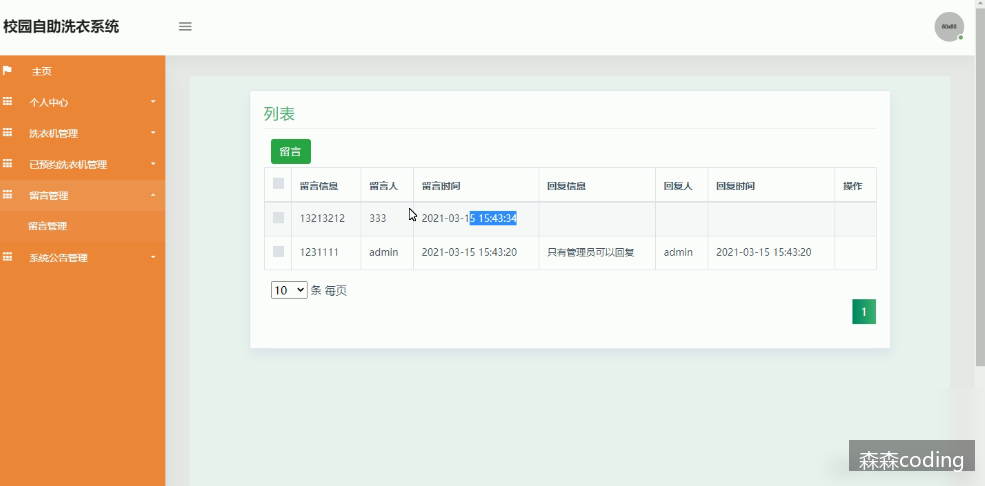 校园自助洗衣系统
60x60
主页
个人中心
洗衣机管理
已预约洗衣机管理
留言管理
留言管理
系统公告管理
列表
留言
留言信息 留言人 留言时间 回复信息 回复人 回复时间 操作
13213212 333 2021-03-15 15:43:34
1231111 admin 2021-03-15 15:43:20 只有管理员可以回复 admin 2021-03-15 15:43:20
10 条 每页
1
森森coding